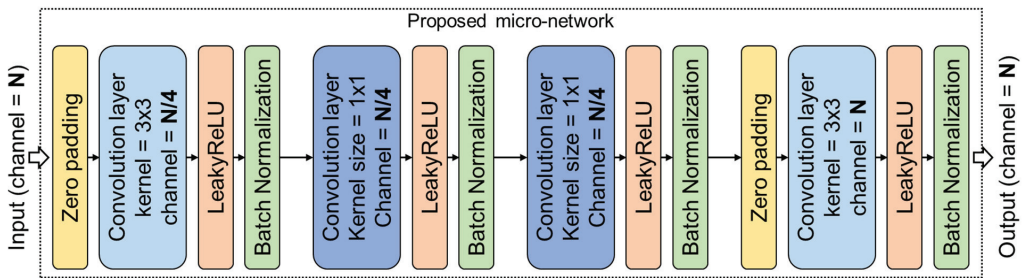 Proposed micro-network
Input (channel = N)
Zero padding
Convolution layer
kernel = 3x3
channel = N/4
LeakyReLU
Batch Normalization
Convolution layer
Kernel size = 1x1
Channel = N/4
LeakyReLU
Batch Normalization
Convolution layer
Kernel size = 1x1
Channel = N/4
LeakyReLU
Batch Normalization
Zero padding
Convolution layer
kernel = 3x3
channel = N
LeakyReLU
Batch Normalization
Output (channel = N)